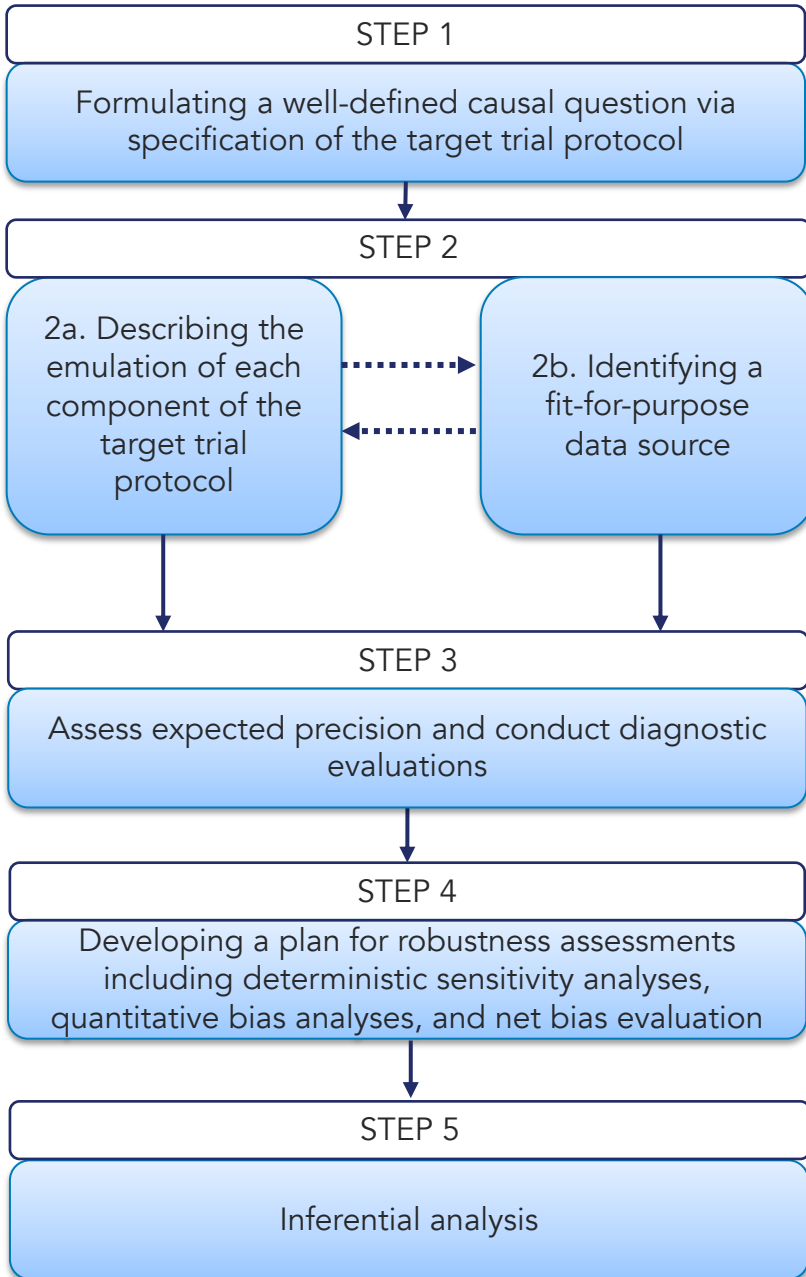 STEP 1
Formulating a well-defined causal question via
specification of the target trial protocol
STEP 2
2a. Describing the
emulation of each
component of the
target trial
protocol
2b. Identifying a
fit-for-purpose
data source
STEP 3
Assess expected precision and conduct diagnostic
evaluations
STEP 4
Developing a plan for robustness assessments
including deterministic sensitivity analyses,
quantitative bias analyses, and net bias evaluation
STEP 5
Inferential analysis